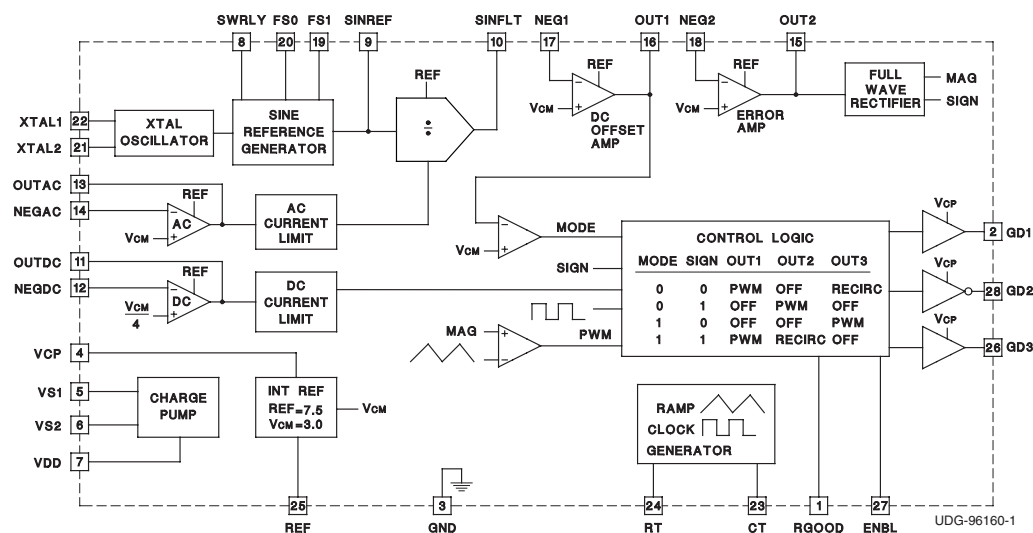 SWRLY FS0 FS1 SINREF SINFLT NEG1 OUT1 NEG2 OUT2
8 20 19 9 10 17 16 18 15
REF
REF
REF
VCM
VCM
DC OFFSET AMP
ERROR AMP
FULL WAVE RECTIFIER
MAG
SIGN
XTAL1 22
XTAL2 21
XTAL OSCILLATOR
SINE REFERENCE GENERATOR
÷
OUTAC 13
NEGAC 14
REF
AC
VCM
AC CURRENT LIMIT
OUTDC 11
NEGDC 12
REF
DC
VCM
4
DC CURRENT LIMIT
VCM
MODE
SIGN
MAG
PWM
CONTROL LOGIC
MODE SIGN OUT1 OUT2 OUT3
0 0 PWM OFF RECIRC
0 1 OFF PWM OFF
1 0 OFF OFF PWM
1 1 PWM RECIRC OFF
VCP
2 GD1
VCP
28 GD2
VCP
26 GD3
VCP 4
VS1 5
VS2 6
VDD 7
CHARGE PUMP
INT REF
REF=7.5
VCM=3.0
VCM
RAMP
CLOCK
GENERATOR
25 3 24 23 1 27
REF GND RT CT RGOOD ENBL
UDG-96160-1